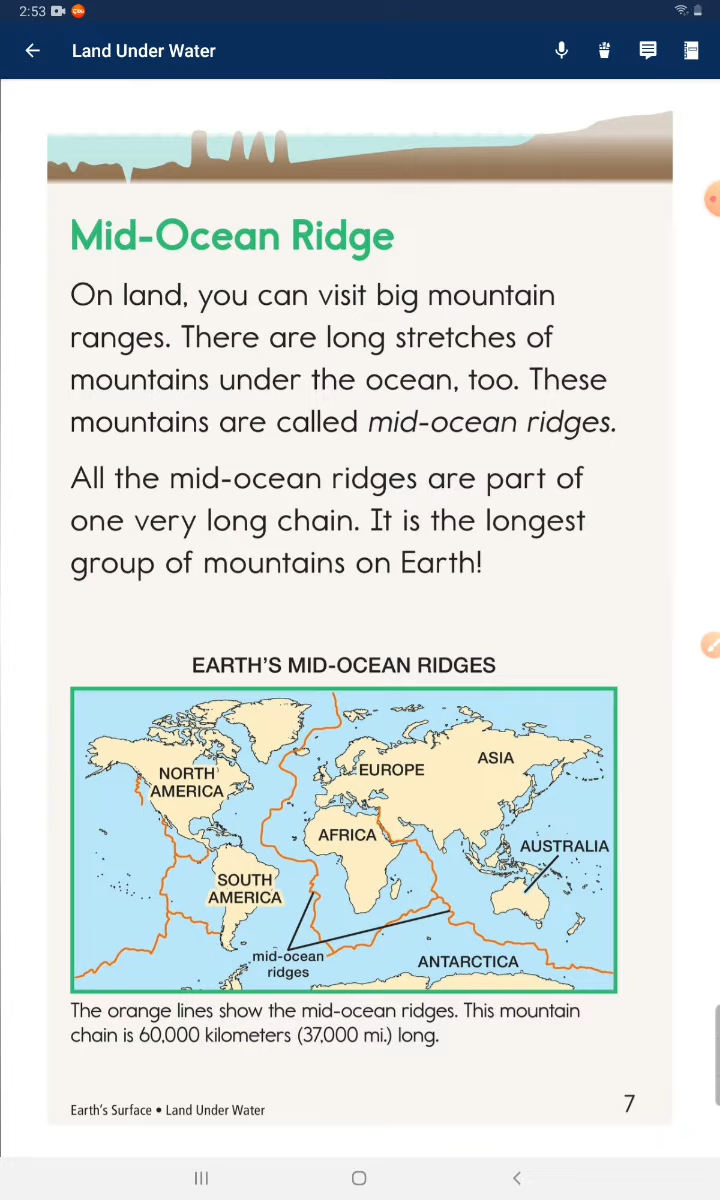 2:53
Land Under Water
Mid-Ocean Ridge
On land, you can visit big mountain
ranges. There are long stretches of
mountains under the ocean, too. These
mountains are called mid-ocean ridges.
All the mid-ocean ridges are part of
one very long chain. It is the longest
group of mountains on Earth!
EARTH'S MID-OCEAN RIDGES
NORTH
AMERICA
EUROPE
ASIA
AFRICA
AUSTRALIA
SOUTH
AMERICA
mid-ocean
ridges
ANTARCTICA
The orange lines show the mid-ocean ridges. This mountain
chain is 60,000 kilometers (37,000 mi.) long.
Earth's Surface • Land Under Water
7